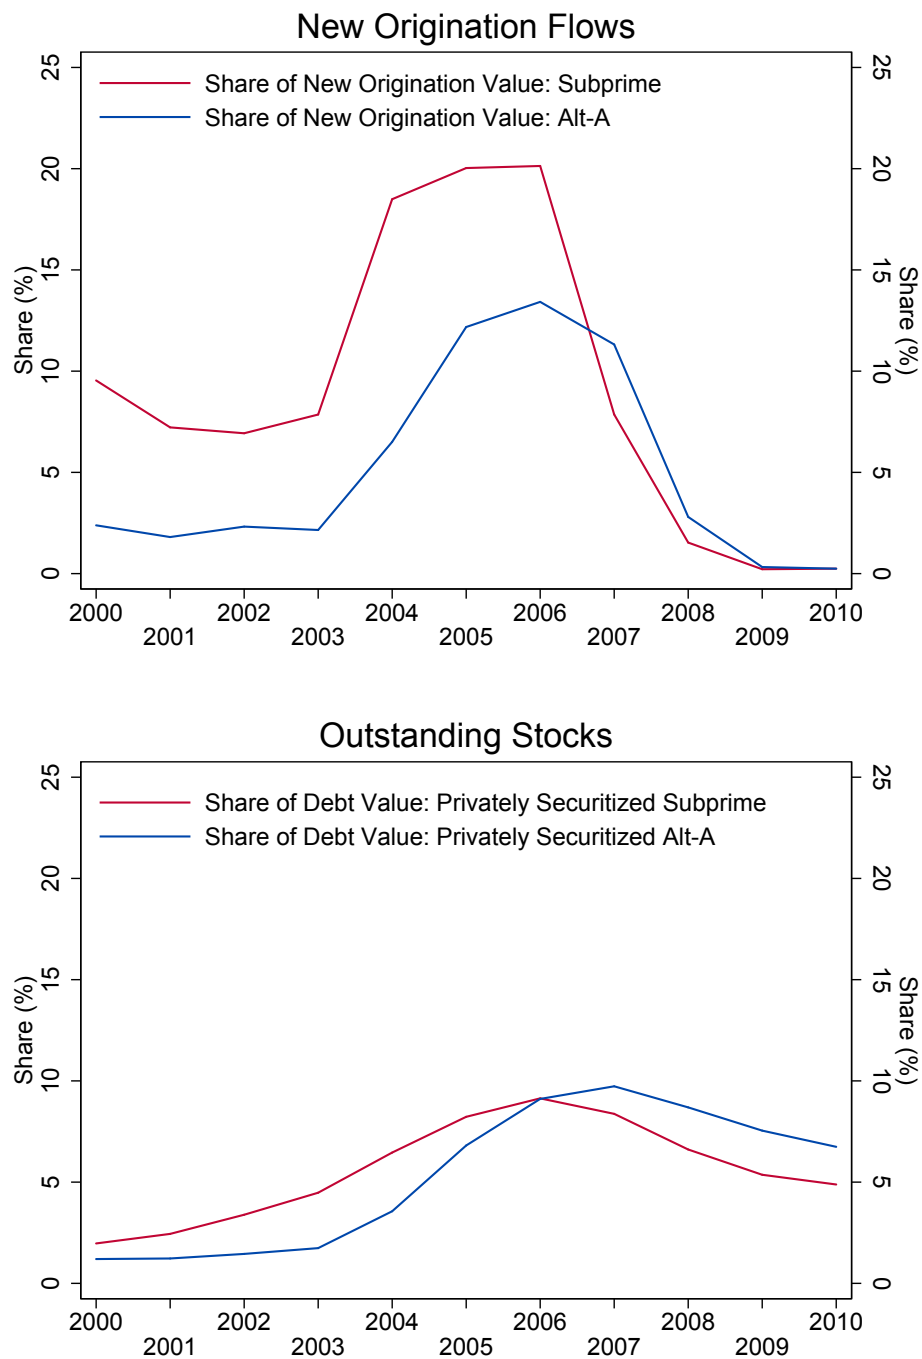 New Origination Flows
Share of New Origination Value: Subprime
Share of New Origination Value: Alt-A
Share (%)
25
20
15
10
5
0
Share (%)
25
20
15
10
5
0
2000 2002 2004 2006 2008 2010
2001 2003 2005 2007 2009
Outstanding Stocks
Share of Debt Value: Privately Securitized Subprime
Share of Debt Value: Privately Securitized Alt-A
Share (%)
25
20
15
10
5
0
Share (%)
25
20
15
10
5
0
2000 2002 2004 2006 2008 2010
2001 2003 2005 2007 2009